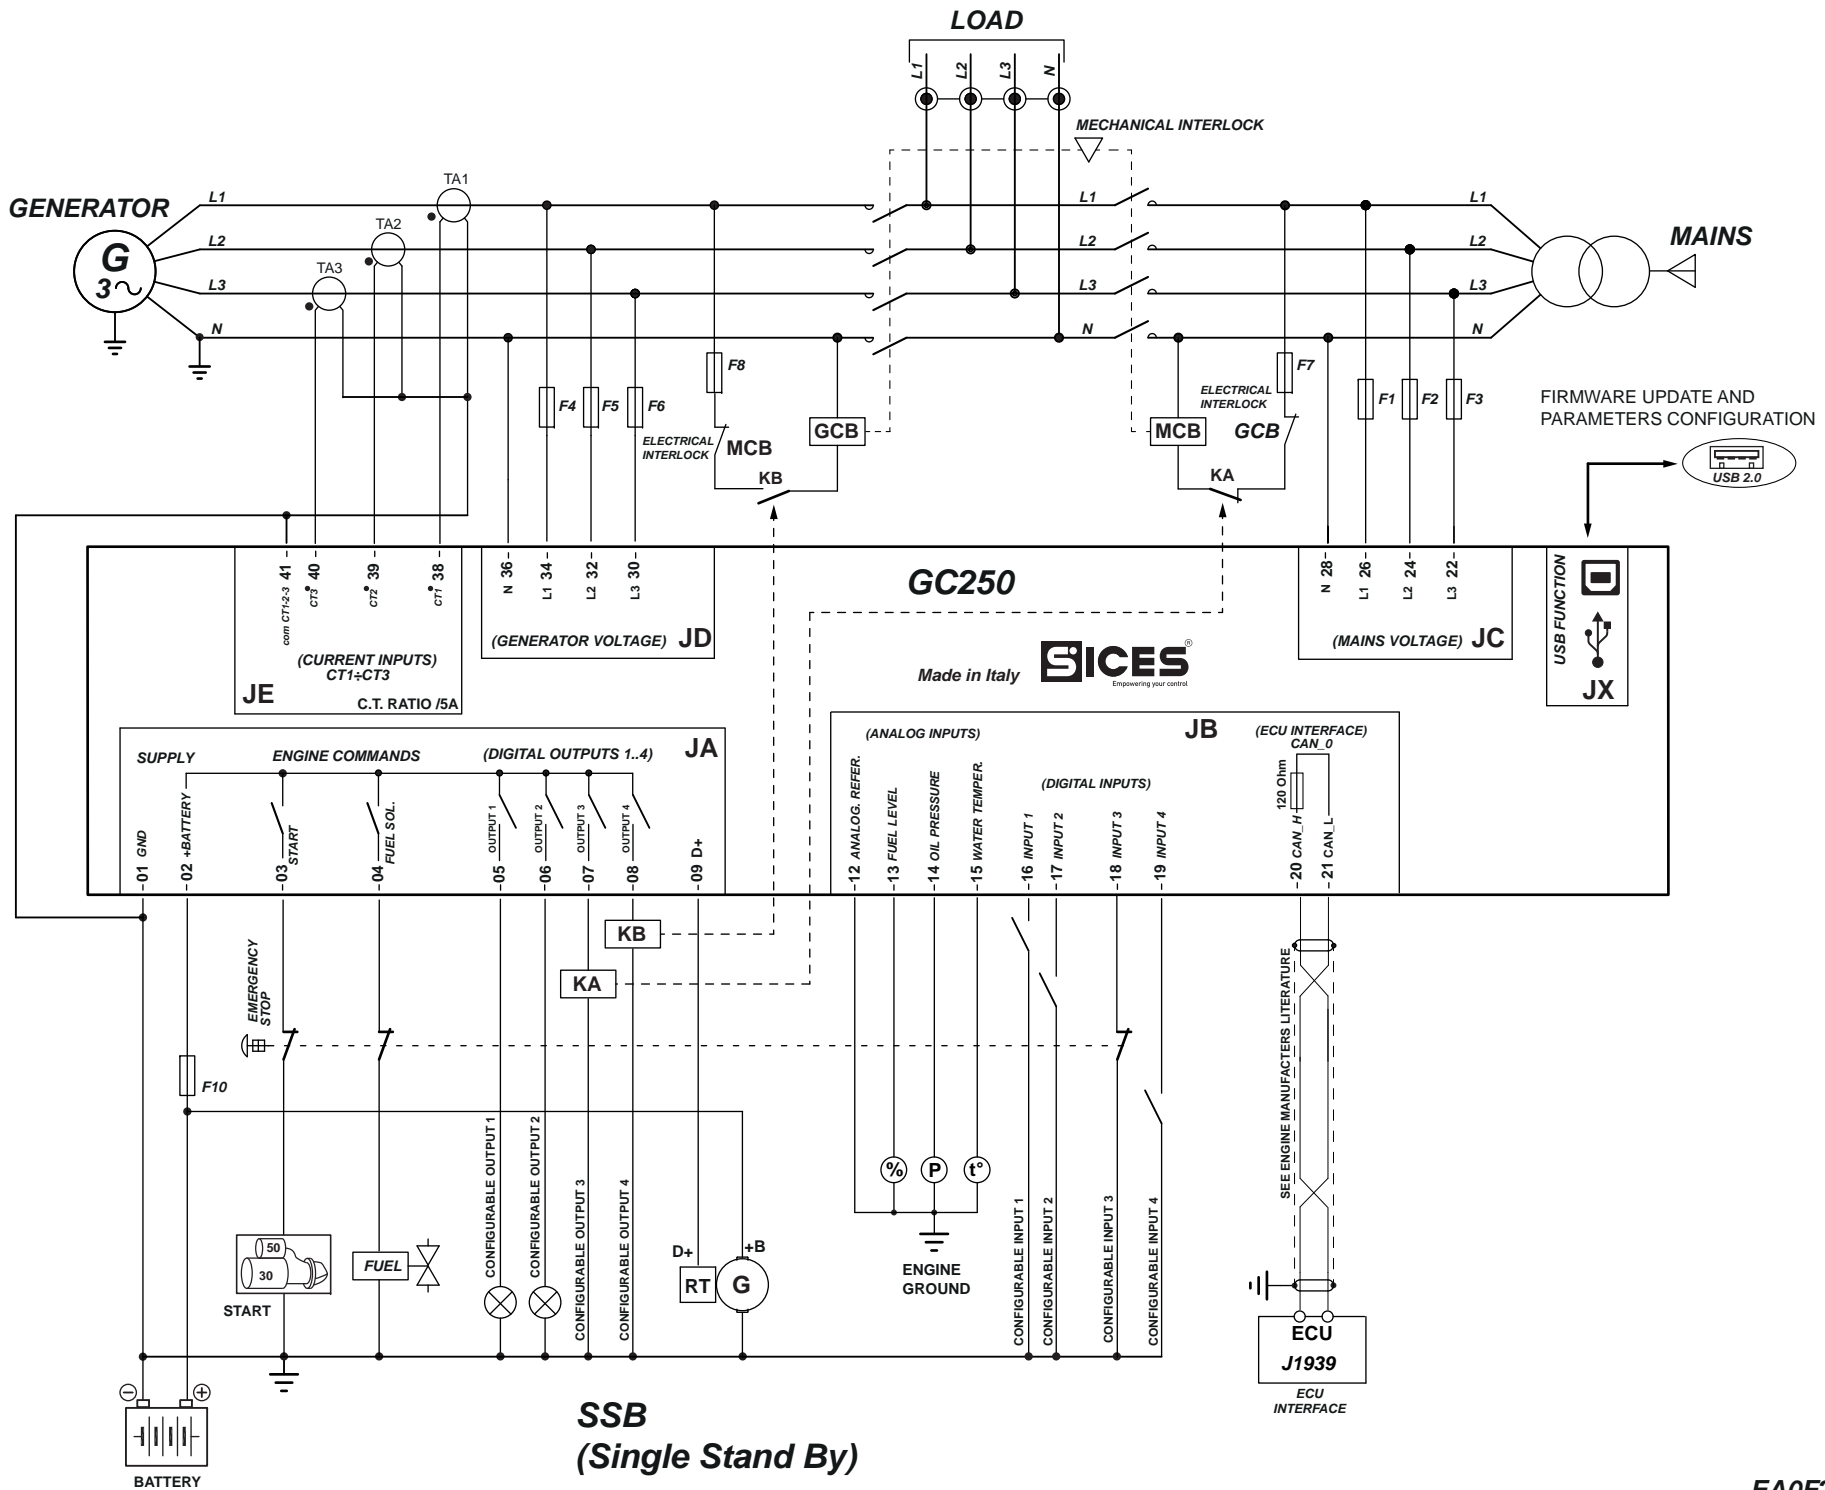 LOAD
L1
L2
L3
N
MECHANICAL INTERLOCK
GENERATOR
G
3
L1
L2
L3
N
TA1
TA2
TA3
L1
L2
L3
N
L1
L2
L3
N
MAINS
F8
F4
F5
F6
ELECTRICAL
INTERLOCK
MCB
GCB
KB
MCB
ELECTRICAL
INTERLOCK
GCB
KA
F7
F1
F2
F3
FIRMWARE UPDATE AND
PARAMETERS CONFIGURATION
USB 2.0
com CT1-2-3 41
CT3 40
CT2 39
CT1 38
(CURRENT INPUTS)
CT1÷CT3
JE
C.T. RATIO /5A
N 36
L1 34
L2 32
L3 30
(GENERATOR VOLTAGE) JD
GC250
Made in Italy
SICES®
Empowering your control
N 28
L1 26
L2 24
L3 22
(MAINS VOLTAGE) JC
USB FUNCTION
JX
SUPPLY
ENGINE COMMANDS
(DIGITAL OUTPUTS 1..4)
JA
01 GND
02 +BATTERY
03 START
04 FUEL SOL.
05 OUTPUT 1
06 OUTPUT 2
07 OUTPUT 3
08 OUTPUT 4
09 D+
(ANALOG INPUTS)
JB
(ECU INTERFACE)
CAN_0
(DIGITAL INPUTS)
120 Ohm
12 ANALOG. REFER.
13 FUEL LEVEL
14 OIL PRESSURE
15 WATER TEMPER.
16 INPUT 1
17 INPUT 2
18 INPUT 3
19 INPUT 4
20 CAN_H
21 CAN_L
KB
KA
EMERGENCY
STOP
F10
50
30
START
FUEL
CONFIGURABLE OUTPUT 1
CONFIGURABLE OUTPUT 2
CONFIGURABLE OUTPUT 3
CONFIGURABLE OUTPUT 4
D+
+B
RT
G
%
P
t°
ENGINE
GROUND
CONFIGURABLE INPUT 1
CONFIGURABLE INPUT 2
CONFIGURABLE INPUT 3
CONFIGURABLE INPUT 4
SEE ENGINE MANUFACTERS LITERATURE
ECU
J1939
ECU
INTERFACE
BATTERY
SSB
(Single Stand By)